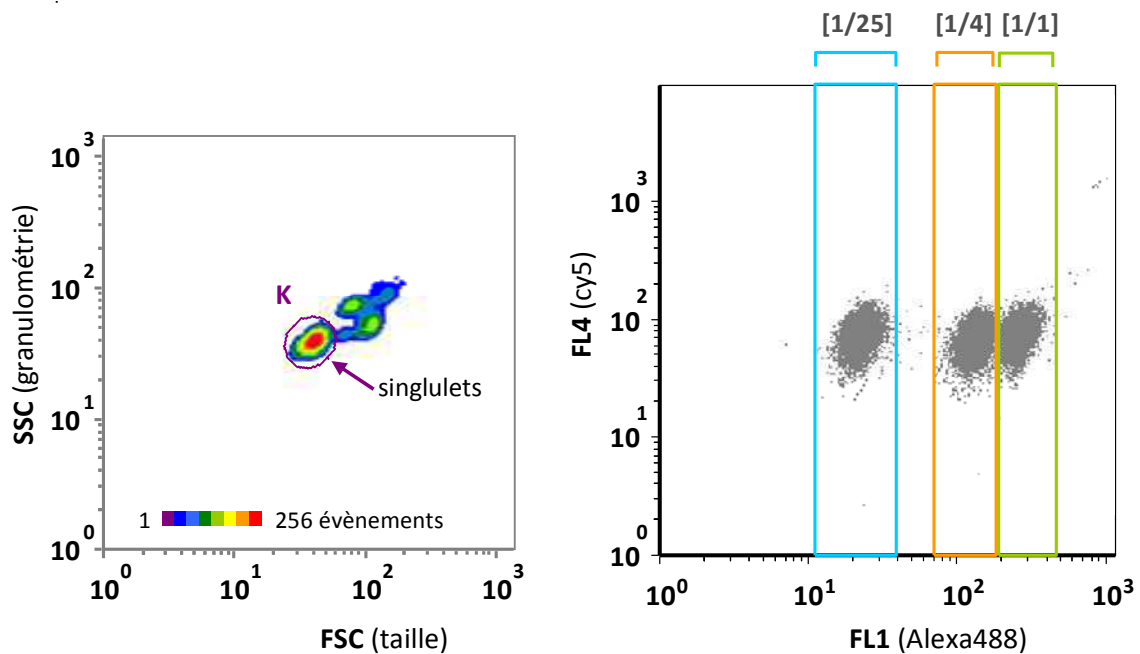 [1/25] [1/4] [1/1]
10³
10²
10¹
10⁰
SSC (granulométrie)
K
singlulets
1 256 évènements
10⁰ 10¹ 10² 10³
FSC (taille)
10³
10²
10¹
10⁰
FL4 (cy5)
10⁰ 10¹ 10² 10³
FL1 (Alexa488)